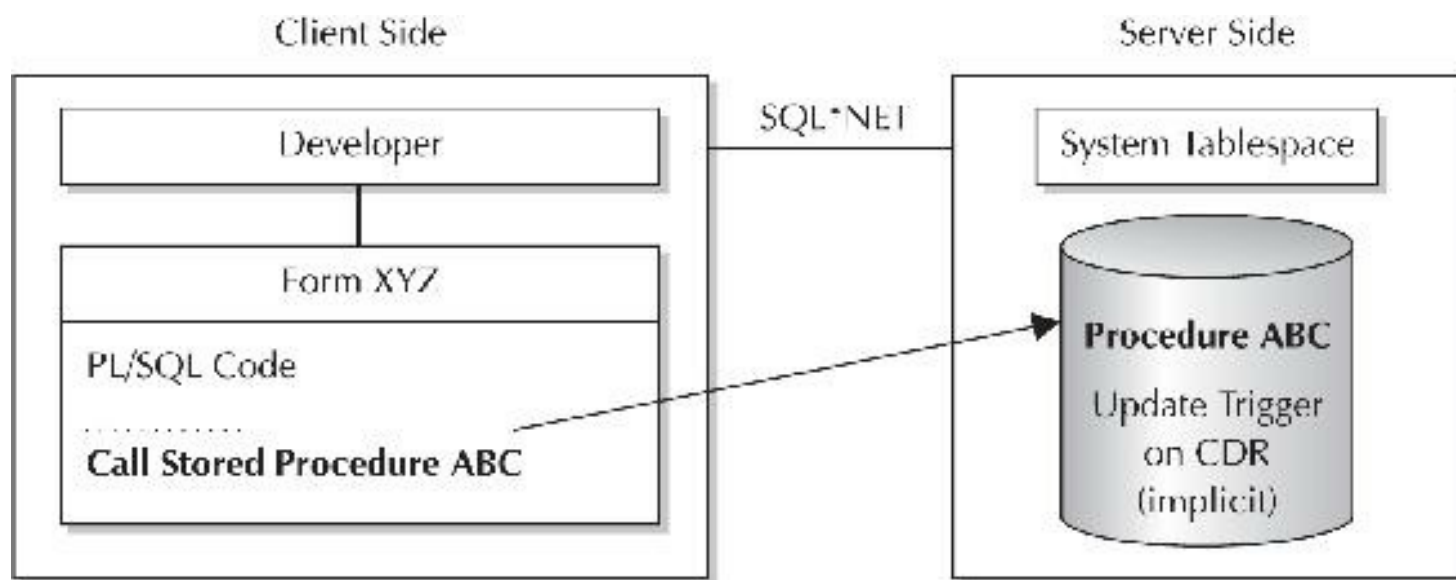 Client Side
Server Side
Developer
SQL*NET
System Tablespace
Form XYZ
PL/SQL Code
............
Call Stored Procedure ABC
Procedure ABC
Update Trigger
on CDR
(implicit)